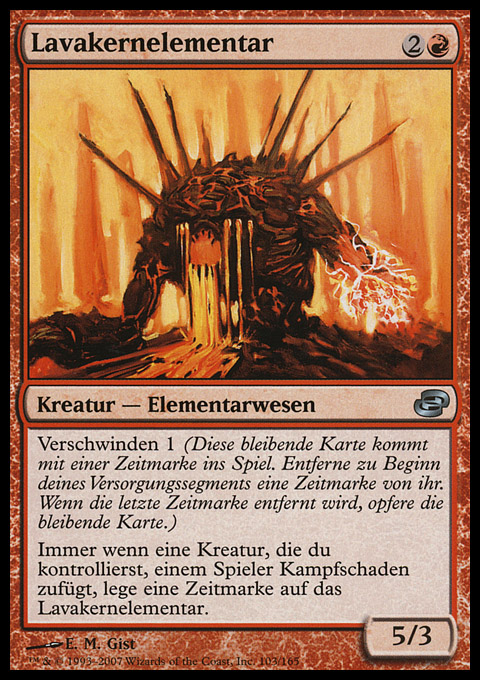 Lavakernelementar 2
Kreatur — Elementarwesen
Verschwinden 1 (Diese bleibende Karte kommt
mit einer Zeitmarke ins Spiel. Entferne zu Beginn
deines Versorgungssegments eine Zeitmarke von ihr.
Wenn die letzte Zeitmarke entfernt wird, opfere die
bleibende Karte.)
Immer wenn eine Kreatur, die du
kontrollierst, einem Spieler Kampfschaden
zufügt, lege eine Zeitmarke auf das
Lavakernelementar.
5/3
E. M. Gist
™ & © 1993–2007 Wizards of the Coast, Inc. 103/165